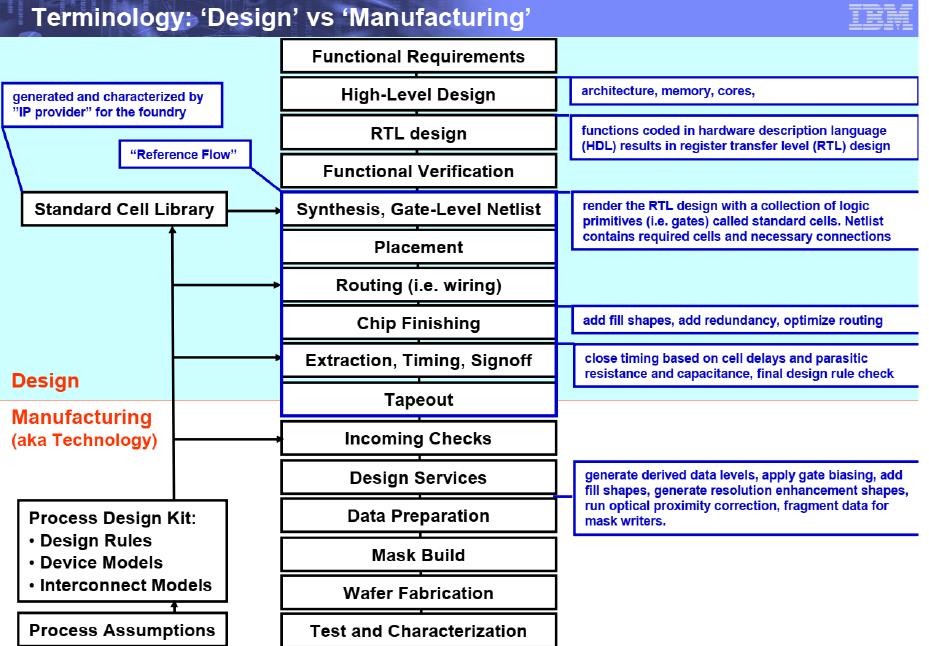 Terminology: ‘Design’ vs ‘Manufacturing’
IBM
Functional Requirements
High-Level Design
architecture, memory, cores,
generated and characterized by
"IP provider" for the foundry
RTL design
functions coded in hardware description language
(HDL) results in register transfer level (RTL) design
“Reference Flow”
Functional Verification
Standard Cell Library
Synthesis, Gate-Level Netlist
render the RTL design with a collection of logic
primitives (i.e. gates) called standard cells. Netlist
contains required cells and necessary connections
Placement
Routing (i.e. wiring)
Chip Finishing
add fill shapes, add redundancy, optimize routing
Extraction, Timing, Signoff
close timing based on cell delays and parasitic
resistance and capacitance, final design rule check
Design
Tapeout
Manufacturing
(aka Technology)
Incoming Checks
Design Services
generate derived data levels, apply gate biasing, add
fill shapes, generate resolution enhancement shapes,
run optical proximity correction, fragment data for
mask writers.
Data Preparation
Process Design Kit:
• Design Rules
• Device Models
• Interconnect Models
Mask Build
Wafer Fabrication
Process Assumptions
Test and Characterization